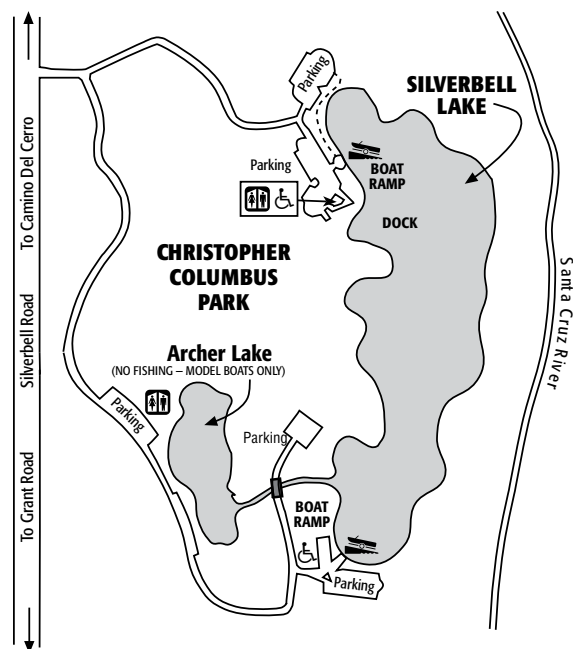 Parking
SILVERBELL
LAKE
To Camino Del Cerro
Parking
BOAT
RAMP
DOCK
CHRISTOPHER
COLUMBUS
PARK
Santa Cruz River
Silverbell Road
Archer Lake
(NO FISHING – MODEL BOATS ONLY)
Parking
Parking
To Grant Road
BOAT
RAMP
Parking